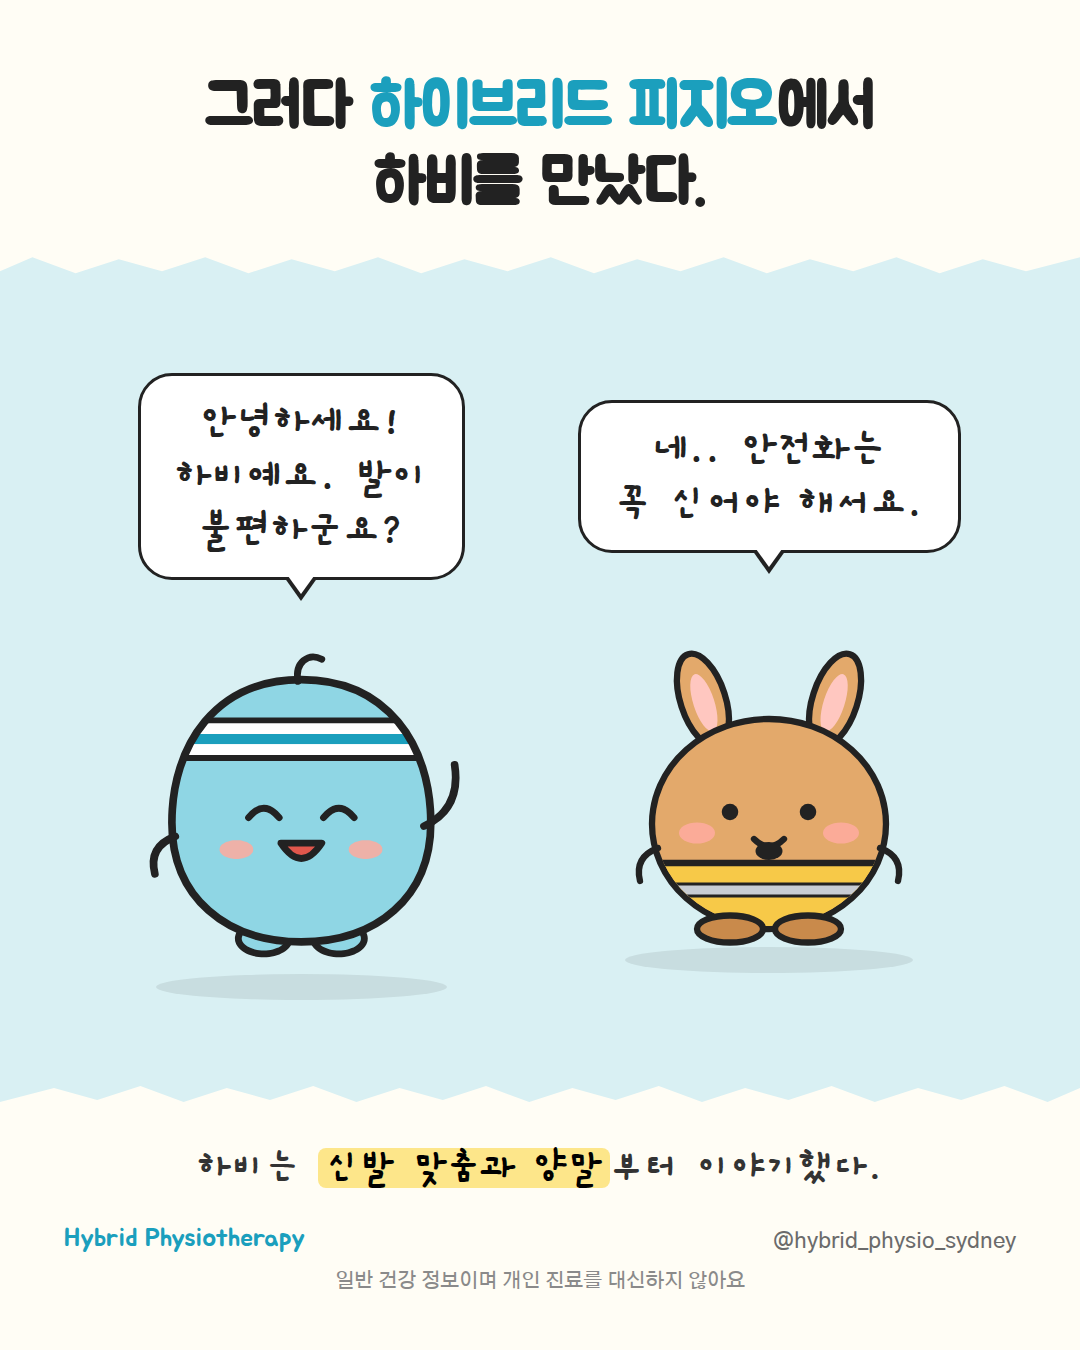 그러다 하이브리드 피지오에서
하비를 만났다.
안녕하세요!
하비예요. 발이
불편하군요?
네.. 안전화는
꼭 신어야 해서요.
하비는 신발 맞춤과 양말부터 이야기했다.
Hybrid Physiotherapy
@hybrid_physio_sydney
일반 건강 정보이며 개인 진료를 대신하지 않아요